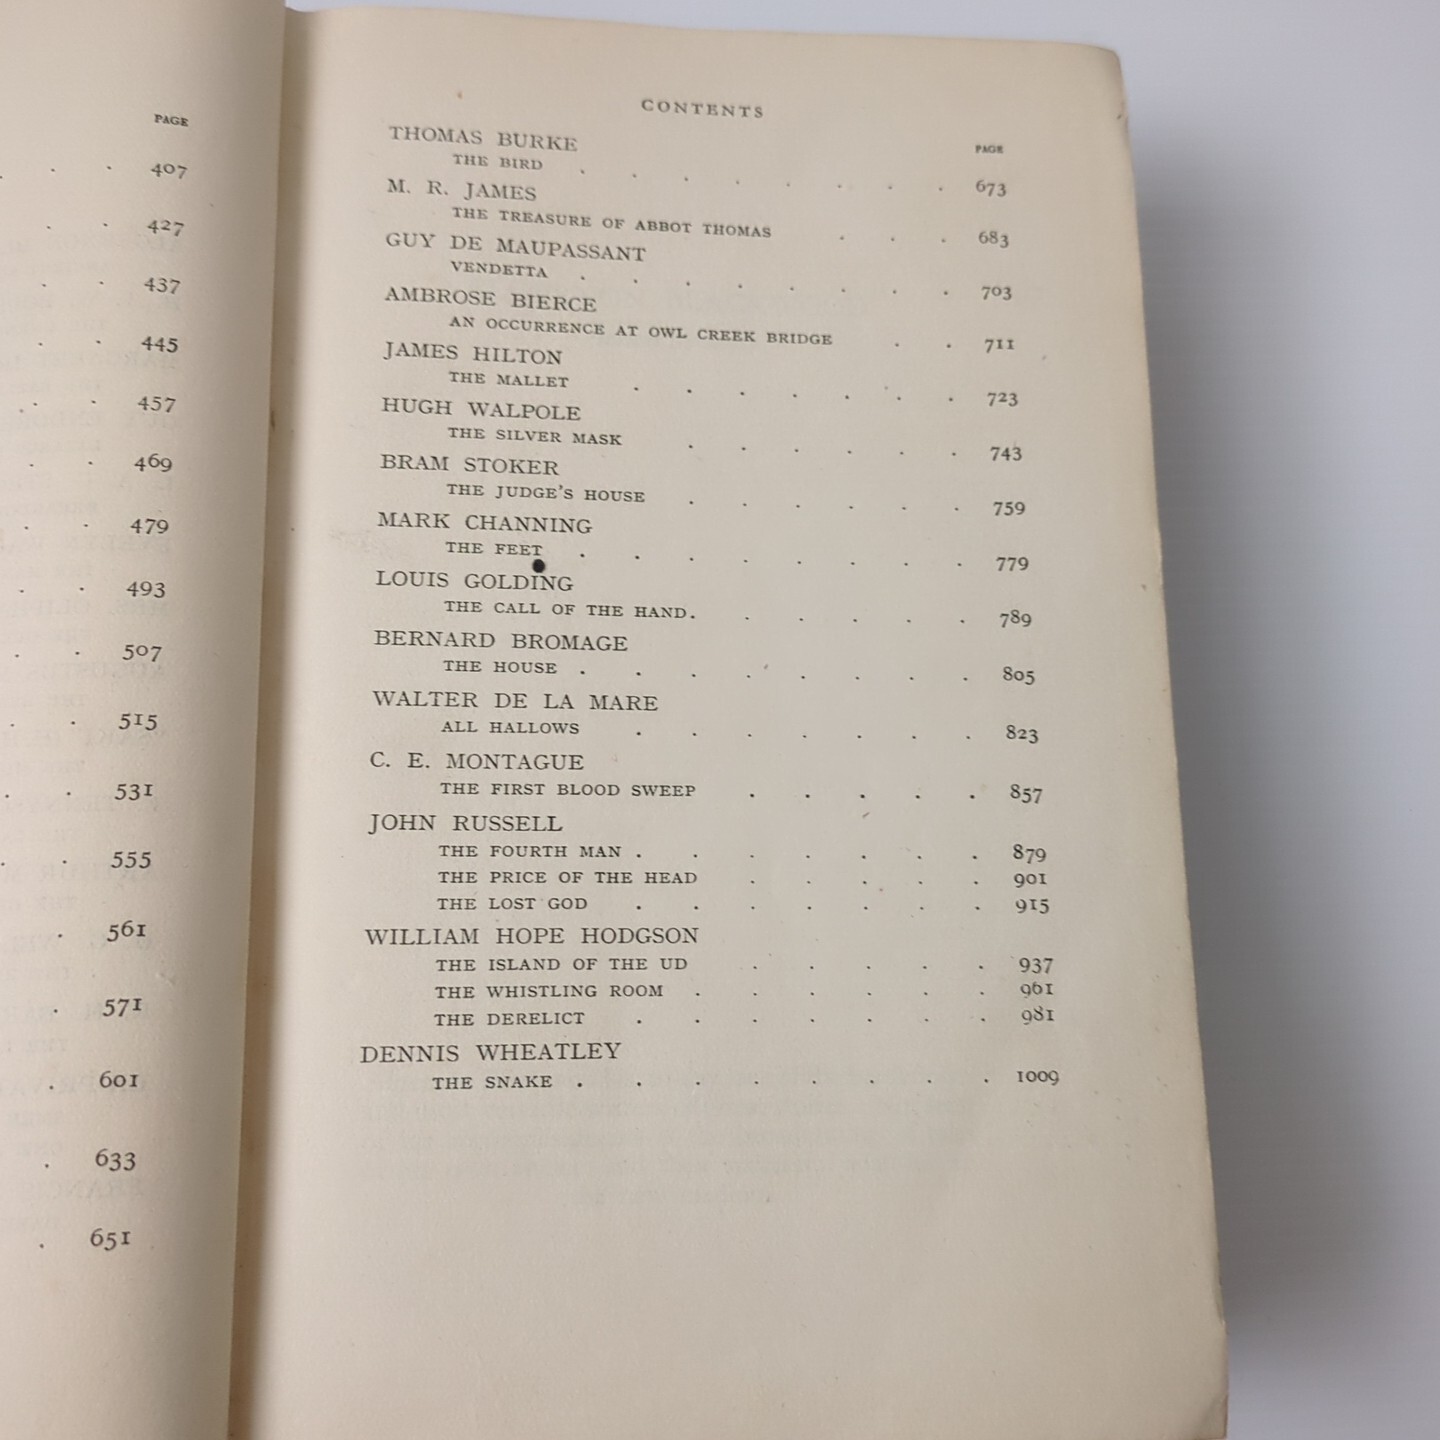 PAGE
. . 407
. . 427
. . 437
. . 445
. . 457
. . 469
. . 479
. . 493
. . 507
. . 515
. . 531
. . 555
. 561
. 571
. 601
. 633
. 651
CONTENTS
PAGE
THOMAS BURKE
THE BIRD . . . . . . . . 673
M. R. JAMES
THE TREASURE OF ABBOT THOMAS . . . 683
GUY DE MAUPASSANT
VENDETTA . . . . . . . . 703
AMBROSE BIERCE
AN OCCURRENCE AT OWL CREEK BRIDGE . . 711
JAMES HILTON
THE MALLET . . . . . . . 723
HUGH WALPOLE
THE SILVER MASK . . . . . . 743
BRAM STOKER
THE JUDGE'S HOUSE . . . . . . 759
MARK CHANNING
THE FEET . . . . . . . . 779
LOUIS GOLDING
THE CALL OF THE HAND. . . . . . 789
BERNARD BROMAGE
THE HOUSE . . . . . . . . 805
WALTER DE LA MARE
ALL HALLOWS . . . . . . . 823
C. E. MONTAGUE
THE FIRST BLOOD SWEEP . . . . . 857
JOHN RUSSELL
THE FOURTH MAN . . . . . . . 879
THE PRICE OF THE HEAD . . . . . 901
THE LOST GOD . . . . . . . 915
WILLIAM HOPE HODGSON
THE ISLAND OF THE UD . . . . . 937
THE WHISTLING ROOM . . . . . . 961
THE DERELICT . . . . . . . 981
DENNIS WHEATLEY
THE SNAKE . . . . . . . . 1009